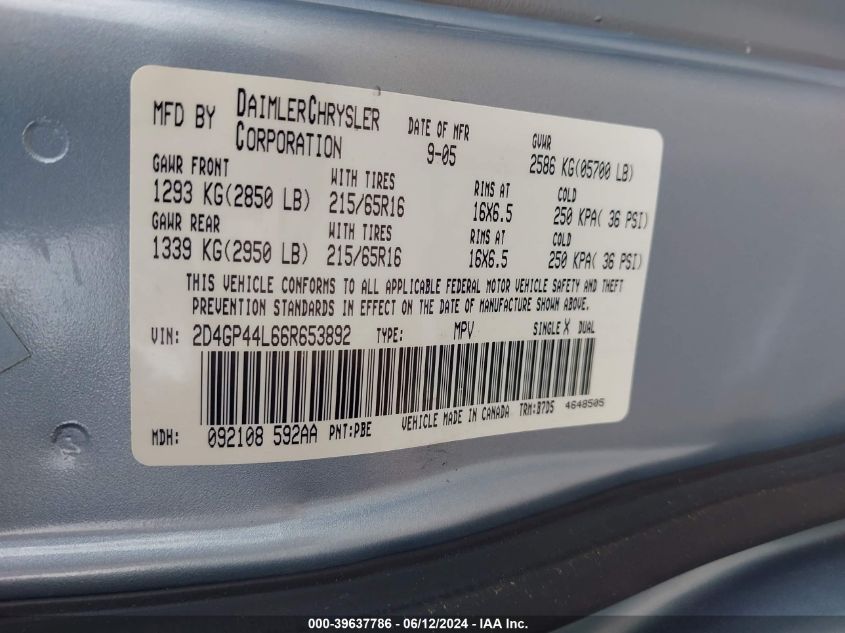 MFD BY DAIMLERCHRYSLER CORPORATION
DATE OF MFR 9-05
GVWR 2586 KG(05700 LB)
GAWR FRONT WITH TIRES RIMS AT COLD
1293 KG(2850 LB) 215/65R16 16X6.5 250 KPA( 36 PSI)
GAWR REAR WITH TIRES RIMS AT COLD
1339 KG(2950 LB) 215/65R16 16X6.5 250 KPA( 36 PSI)
THIS VEHICLE CONFORMS TO ALL APPLICABLE FEDERAL MOTOR VEHICLE SAFETY AND THEFT
PREVENTION STANDARDS IN EFFECT ON THE DATE OF MANUFACTURE SHOWN ABOVE.
VIN: 2D4GP44L66R653892 TYPE: MPV SINGLE X DUAL
MDH: 092108 592AA PNT:PBE VEHICLE MADE IN CANADA TRM:B7D5 4648505
000-39637786 / 06/12/2024 - IAA Inc.